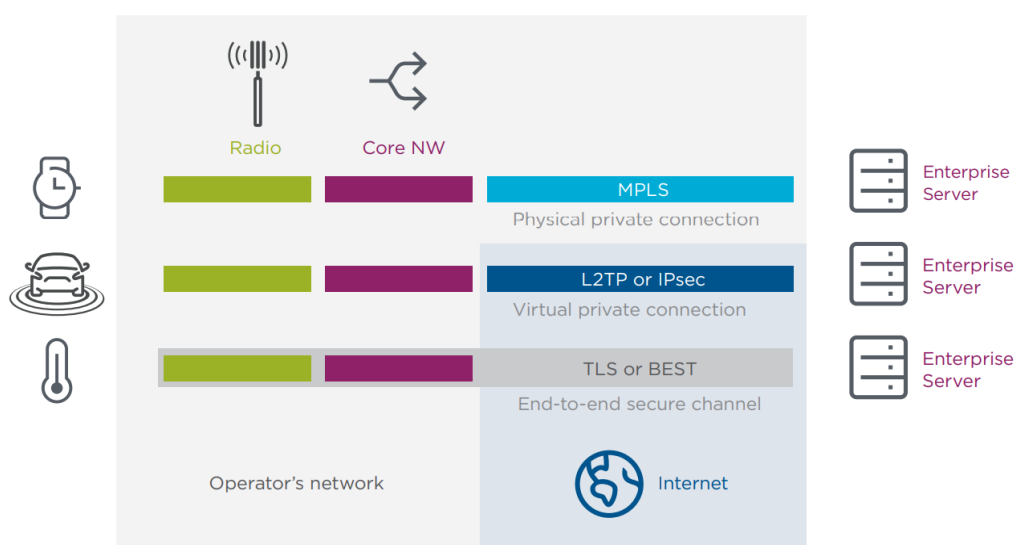 Radio
Core NW
MPLS
Physical private connection
Enterprise
Server
L2TP or IPsec
Virtual private connection
Enterprise
Server
TLS or BEST
End-to-end secure channel
Enterprise
Server
Operator’s network
Internet